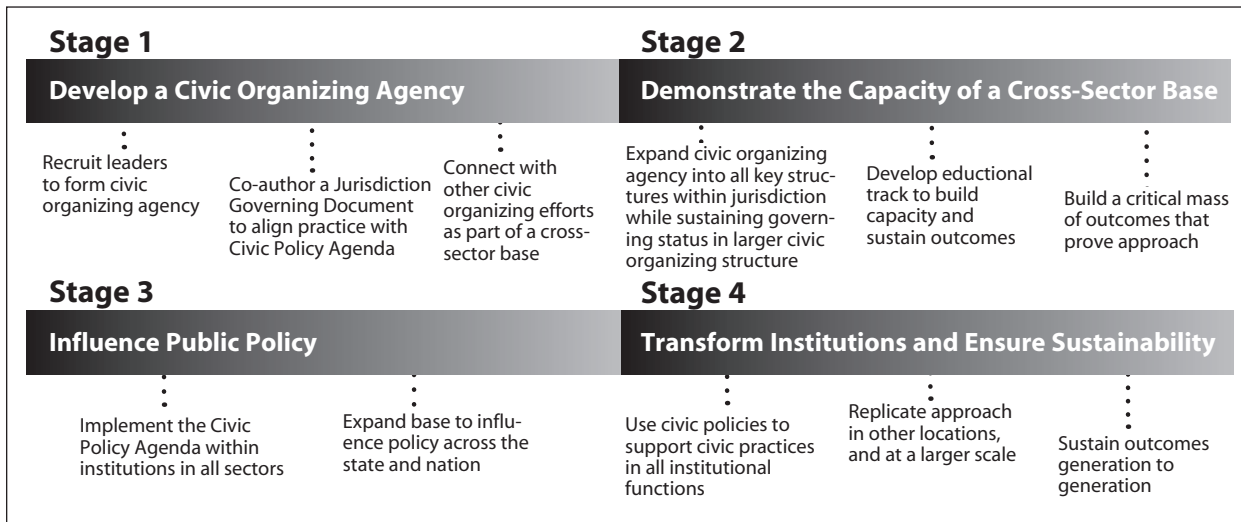 Stage 1
Develop a Civic Organizing Agency
Recruit leaders
to form civic
organizing agency
Co-author a Jurisdiction
Governing Document
to align practice with
Civic Policy Agenda
Connect with
other civic
organizing efforts
as part of a cross-
sector base
Stage 2
Demonstrate the Capacity of a Cross-Sector Base
Expand civic organizing
agency into all key struc-
tures within jurisdiction
while sustaining govern-
ing status in larger civic
organizing structure
Develop eductional
track to build
capacity and
sustain outcomes
Build a critical mass
of outcomes that
prove approach
Stage 3
Influence Public Policy
Implement the Civic
Policy Agenda within
institutions in all sectors
Expand base to influ-
ence policy across the
state and nation
Stage 4
Transform Institutions and Ensure Sustainability
Use civic policies to
support civic practices
in all institutional
functions
Replicate approach
in other locations,
and at a larger scale
Sustain outcomes
generation to
generation